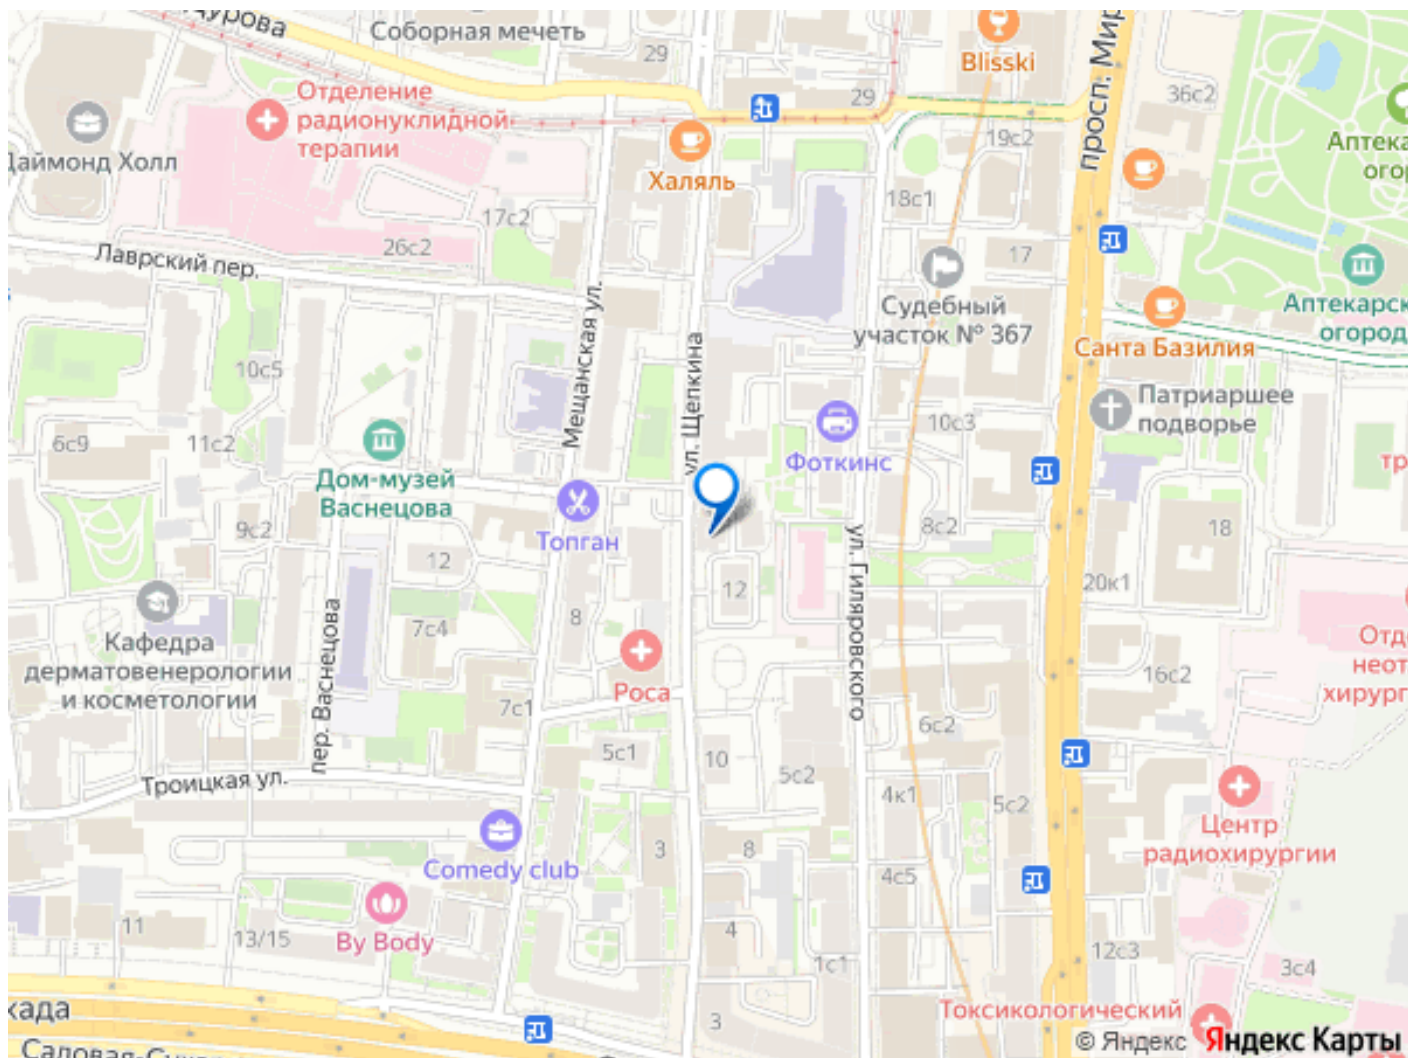 Соборная мечеть
29
Blisski
просп. Мир
Отделение
радионуклидной
терапии
29
36с2
19с2
Даймонд Холл
Халяль
Аптека
огор
17с2
18с1
26с2
17
Лаврский пер.
Судебный
участок № 367
Аптекарск
огород
Мещанская ул.
ул. Щепкина
Санта Базилия
10с5
Патриаршее
подворье
6с9
11с2
10с3
Фоткинс
тр
Дом-музей
Васнецова
9с2
Топган
8с2
18
12
12
20к1
ул. Гиляровского
8
7с4
Кафедра
дерматовенерологии
и косметологии
пер. Васнецова
Роса
Отд
неот
хирург
16с2
7с1
6с2
5с1
10
5с2
Троицкая ул.
4к1
5с2
Центр
радиохирургии
Comedy club
3
8
4с5
11
13/15
By Body
4
1с1
12с3
3с4
када
3
Токсикологический
© Яндекс
Яндекс Карты